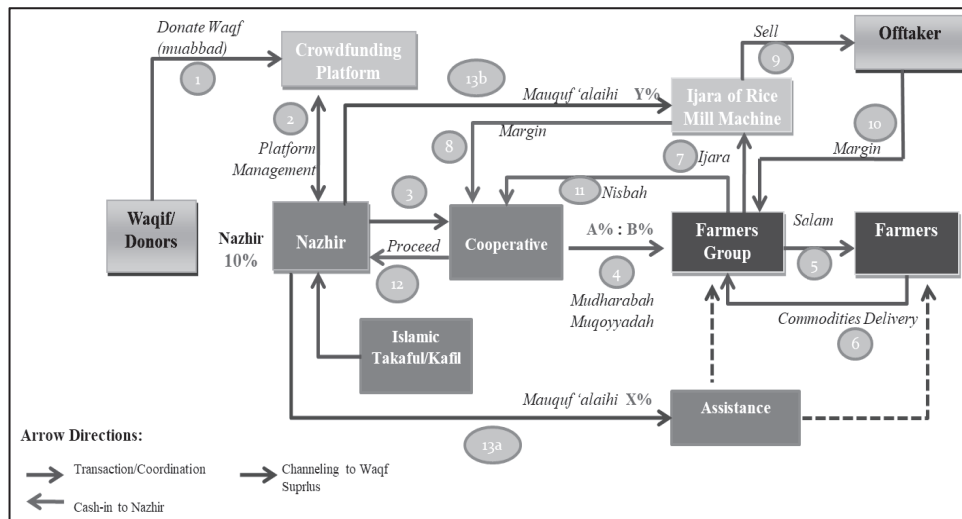 Donate Waqf
(muabbad)
1
Crowdfunding
Platform
2
Platform
Management
13b
Mauquf ‘alaihi Y%
Sell
9
Offtaker
Ijara of Rice
Mill Machine
8
Margin
7
Ijara
10
Margin
Waqif/
Donors
Nazhir
10%
Nazhir
3
Proceed
12
Cooperative
11
Nisbah
A% : B%
4
Mudharabah
Muqoyyadah
Farmers
Group
Salam
5
Farmers
Commodities Delivery
6
Islamic
Takaful/Kafil
Mauquf ‘alaihi X%
13a
Assistance
Arrow Directions:
Transaction/Coordination
Channeling to Waqf
Suprlus
Cash-in to Nazhir